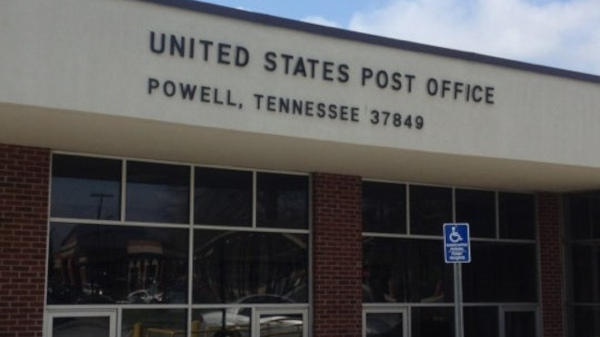 UNITED STATES POST OFFICE
POWELL, TENNESSEE 37849